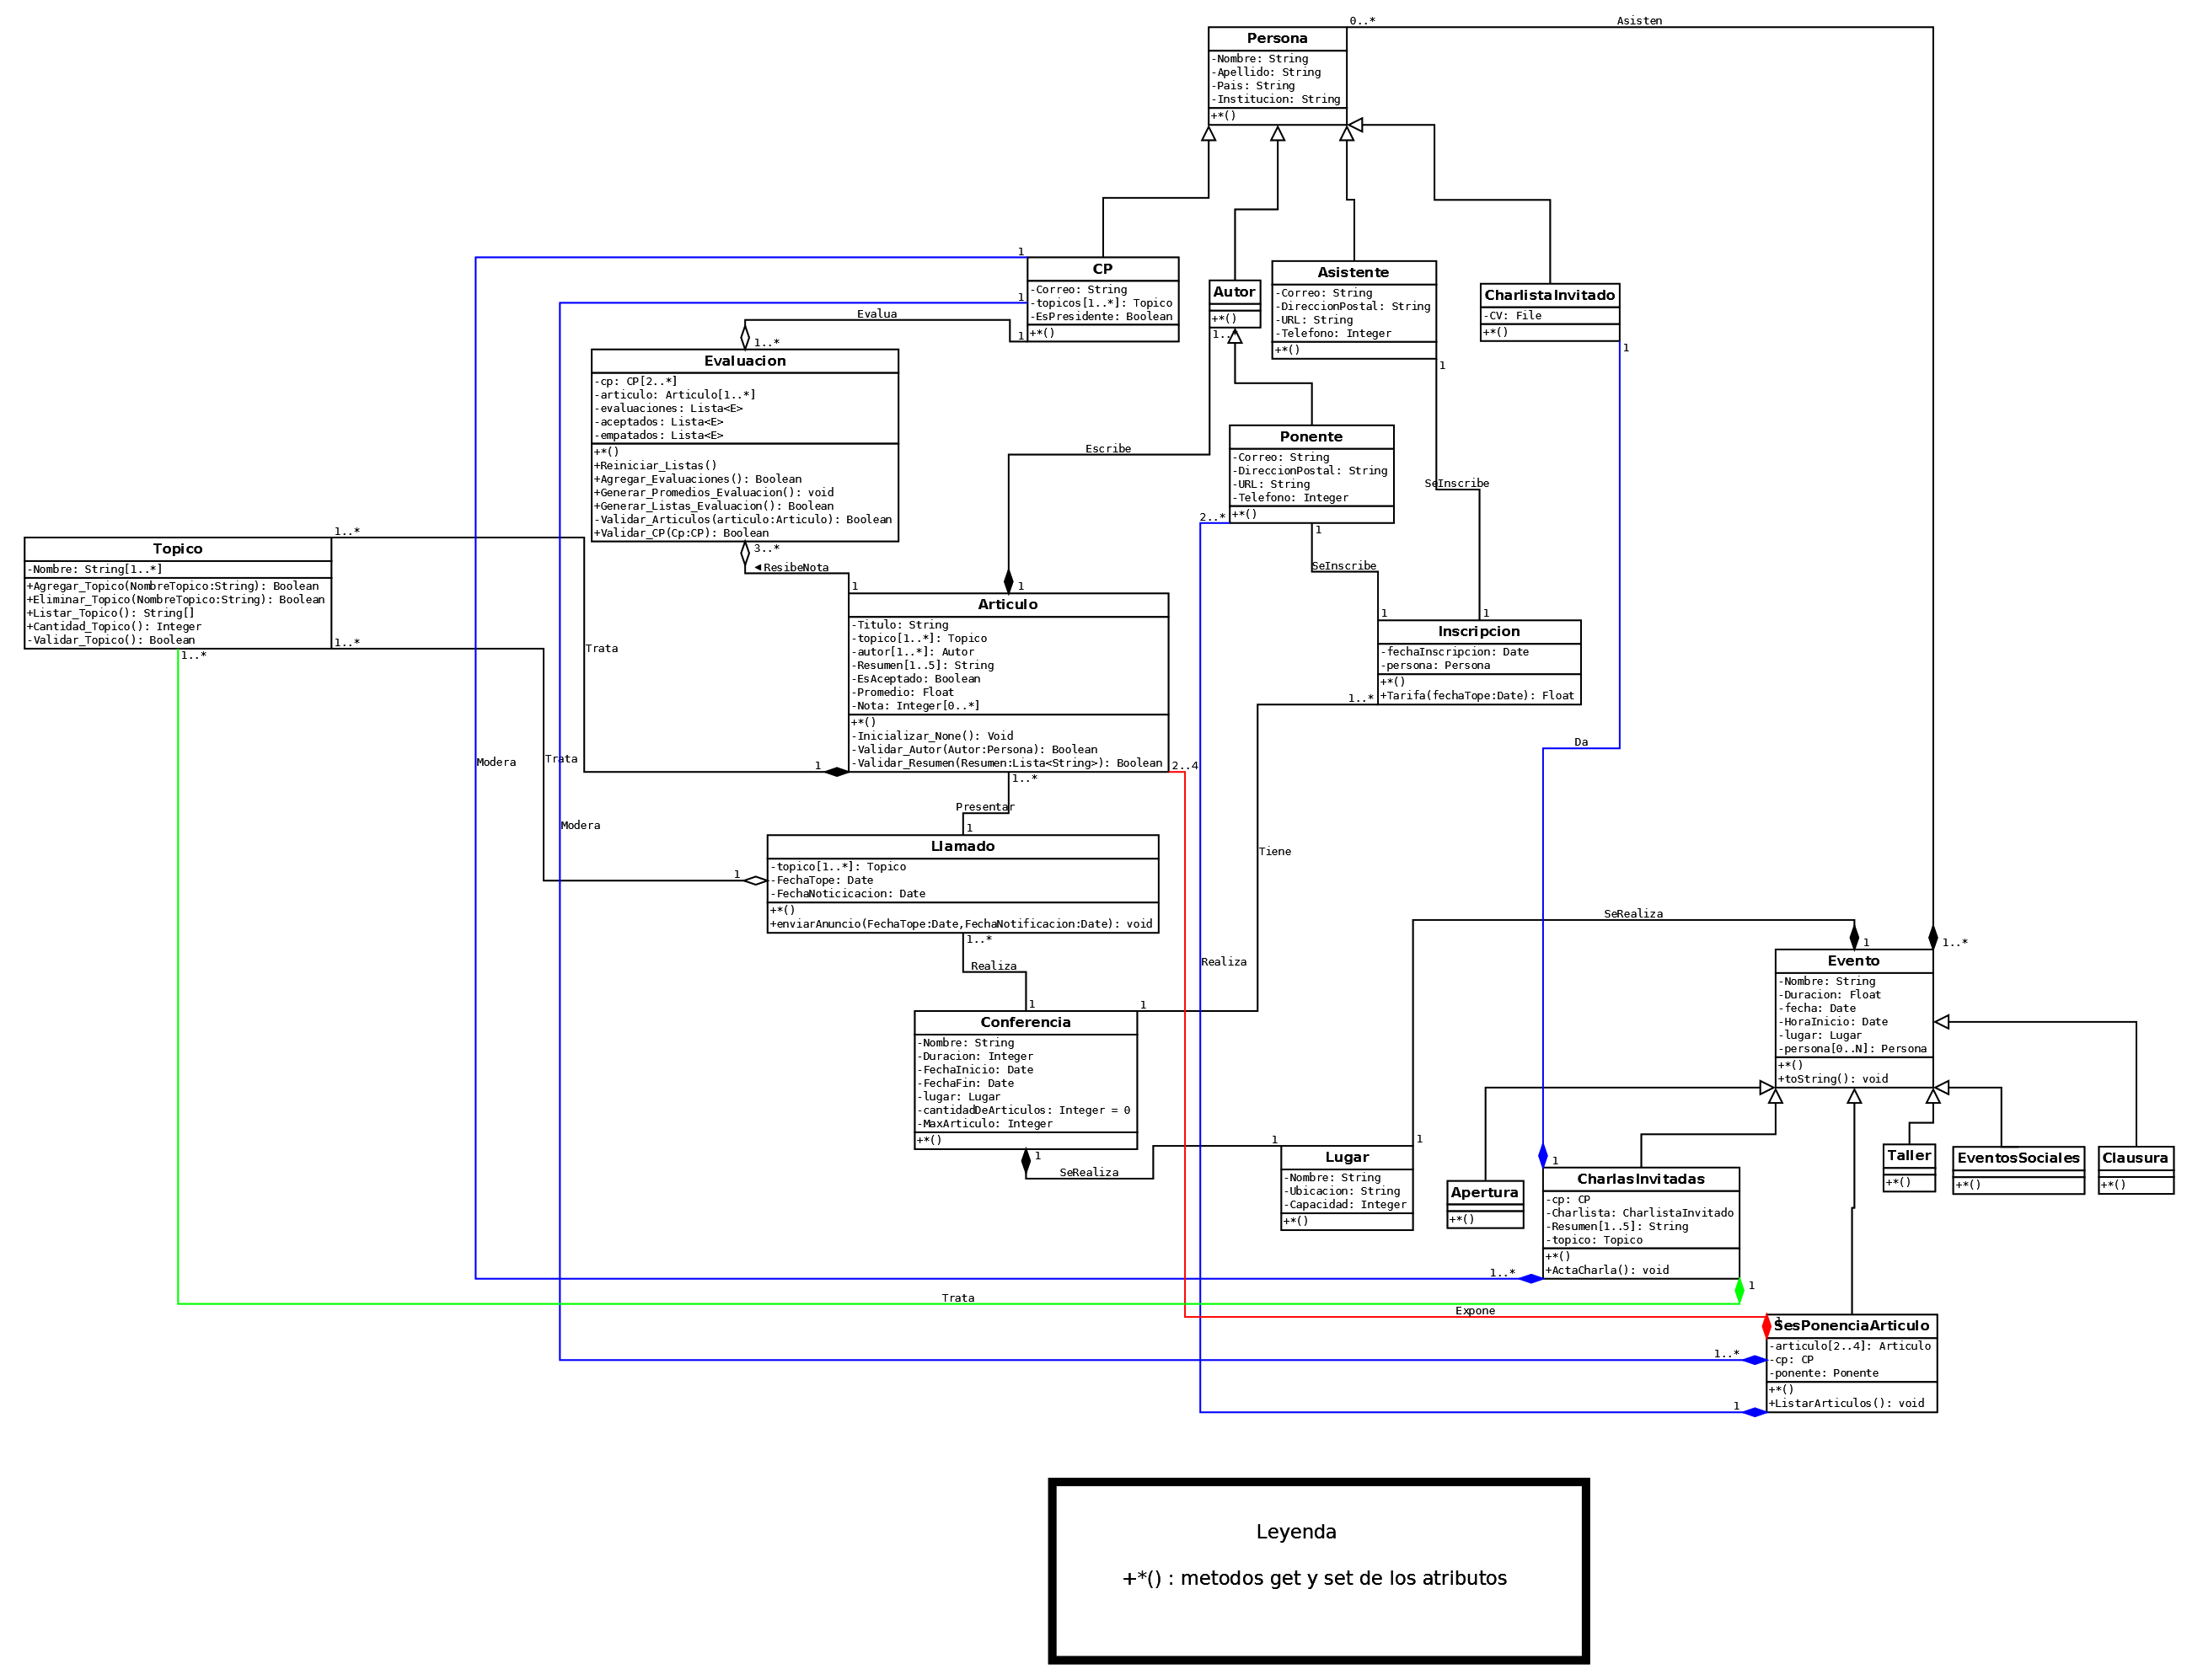 0..*
Asisten
Persona
-Nombre: String
-Apellido: String
-Pais: String
-Institucion: String
+*()
1
CP
-Correo: String
-topicos[1..*]: Topico
-EsPresidente: Boolean
+*()
1
1
Evalua
Autor
+*()
Asistente
-Correo: String
-DireccionPostal: String
-URL: String
-Telefono: Integer
+*()
1
CharlistaInvitado
-CV: File
+*()
1
1..*
Evaluacion
-cp: CP[2..*]
-articulo: Articulo[1..*]
-evaluaciones: Lista<E>
-aceptados: Lista<E>
-empatados: Lista<E>
+*()
+Reiniciar_Listas()
+Agregar_Evaluaciones(): Boolean
+Generar_Promedios_Evaluacion(): void
+Generar_Listas_Evaluacion(): Boolean
-Validar_Articulos(articulo:Articulo): Boolean
+Validar_CP(Cp:CP): Boolean
3..*
◄ResibeNota
Escribe
Ponente
-Correo: String
-DireccionPostal: String
-URL: String
-Telefono: Integer
+*()
2..*
1
SeInscribe
SeInscribe
1..*
Topico
-Nombre: String[1..*]
+Agregar_Topico(NombreTopico:String): Boolean
+Eliminar_Topico(NombreTopico:String): Boolean
+Listar_Topico(): String[]
+Cantidad_Topico(): Integer
-Validar_Topico(): Boolean
1..*
1..*
Trata
1
1
Articulo
-Titulo: String
-topico[1..*]: Topico
-autor[1..*]: Autor
-Resumen[1..5]: String
-EsAceptado: Boolean
-Promedio: Float
-Nota: Integer[0..*]
+*()
-Inicializar_None(): Void
-Validar_Autor(Autor:Persona): Boolean
-Validar_Resumen(Resumen:Lista<String>): Boolean
1
2..4
1..*
1
1
Inscripcion
-fechaInscripcion: Date
-persona: Persona
+*()
+Tarifa(fechaTope:Date): Float
1..*
Da
Modera
Trata
Modera
Presentar
1
Llamado
-topico[1..*]: Topico
-FechaTope: Date
-FechaNoticicacion: Date
+*()
+enviarAnuncio(FechaTope:Date,FechaNotificacion:Date): void
1
1..*
Realiza
Tiene
Realiza
SeRealiza
1
1..*
Evento
-Nombre: String
-Duracion: Float
-fecha: Date
-HoraInicio: Date
-lugar: Lugar
-persona[0..N]: Persona
+*()
+toString(): void
1
1
Conferencia
-Nombre: String
-Duracion: Integer
-FechaInicio: Date
-FechaFin: Date
-lugar: Lugar
-cantidadDeArticulos: Integer = 0
-MaxArticulo: Integer
+*()
1
SeRealiza
1
1
Lugar
-Nombre: String
-Ubicacion: String
-Capacidad: Integer
+*()
Apertura
+*()
1
CharlasInvitadas
-cp: CP
-Charlista: CharlistaInvitado
-Resumen[1..5]: String
-topico: Topico
+*()
+ActaCharla(): void
1..*
1
Taller
+*()
EventosSociales
+*()
Clausura
+*()
Trata
Expone
SesPonenciaArticulo
-articulo[2..4]: Articulo
-cp: CP
-ponente: Ponente
+*()
+ListarArticulos(): void
1..*
1
Leyenda
+*() : metodos get y set de los atributos